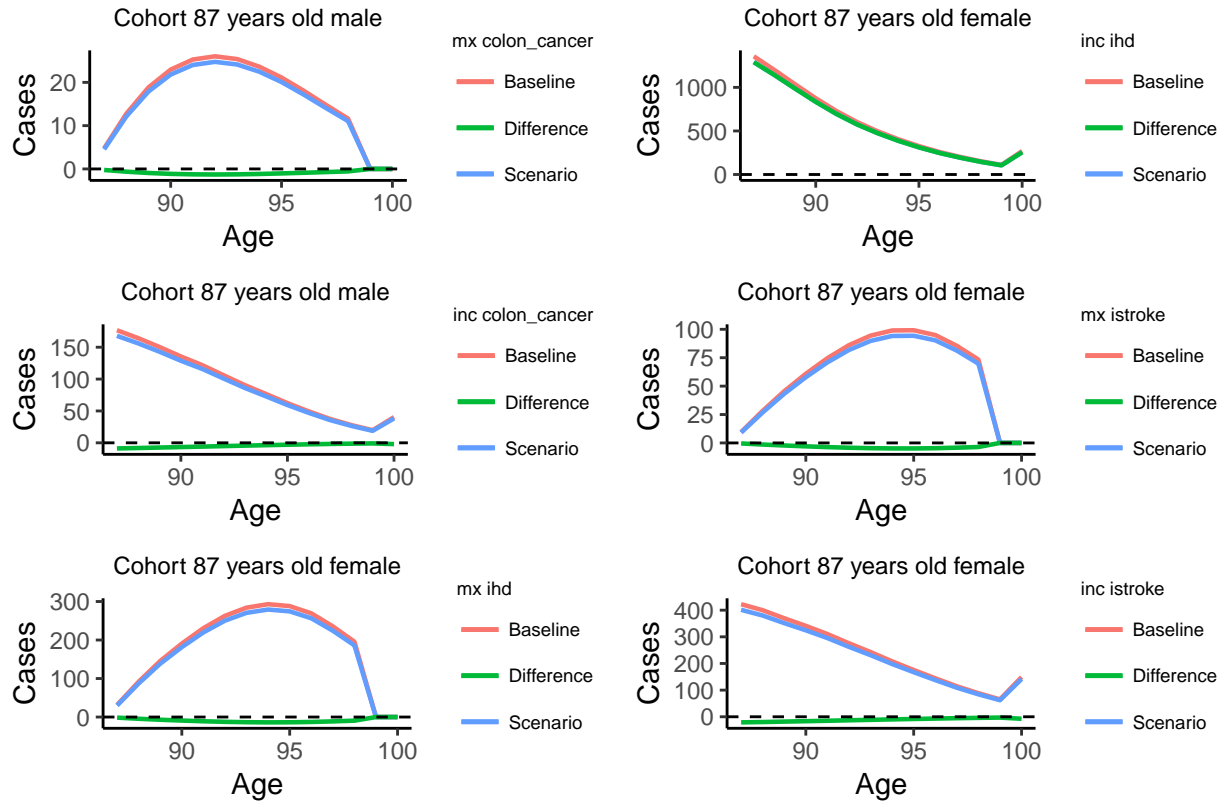 Cohort 87 years old male
mx colon_cancer
Cases
20
10
0
90
95
100
Age
Baseline
Difference
Scenario
Cohort 87 years old female
inc ihd
Cases
1000
500
0
90
95
100
Age
Baseline
Difference
Scenario
Cohort 87 years old male
inc colon_cancer
Cases
150
100
50
0
90
95
100
Age
Baseline
Difference
Scenario
Cohort 87 years old female
mx istroke
Cases
100
75
50
25
0
90
95
100
Age
Baseline
Difference
Scenario
Cohort 87 years old female
mx ihd
Cases
300
200
100
0
90
95
100
Age
Baseline
Difference
Scenario
Cohort 87 years old female
inc istroke
Cases
400
300
200
100
0
90
95
100
Age
Baseline
Difference
Scenario